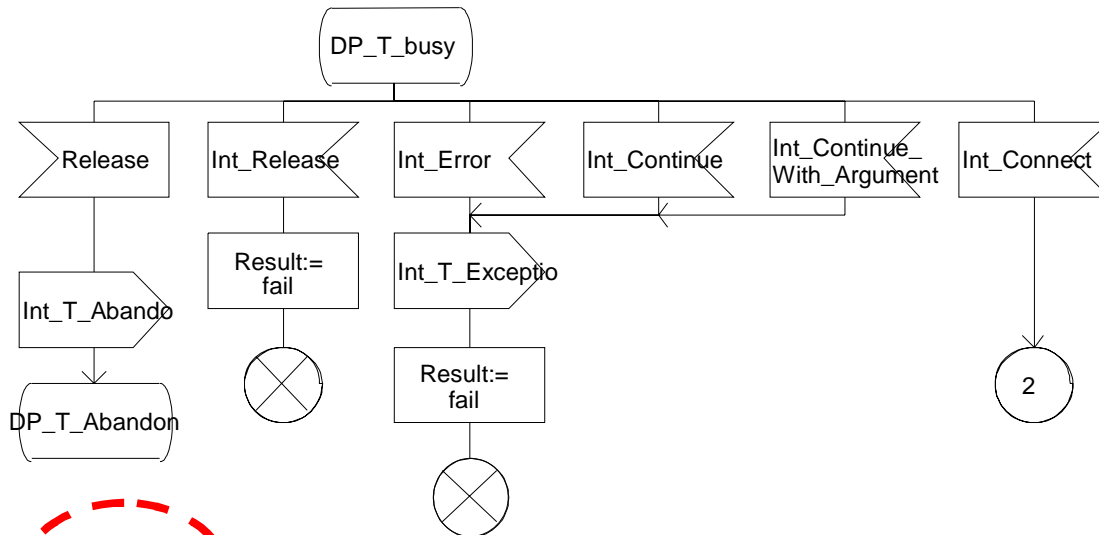 DP_T_busy
Release
Int_Release
Int_Error
Int_Continue
Int_Continue_
With_Argument
Int_Connect
Result:=
fail
Int_T_Exceptio
Int_T_Abando
Result:=
fail
2
DP_T_Abandon